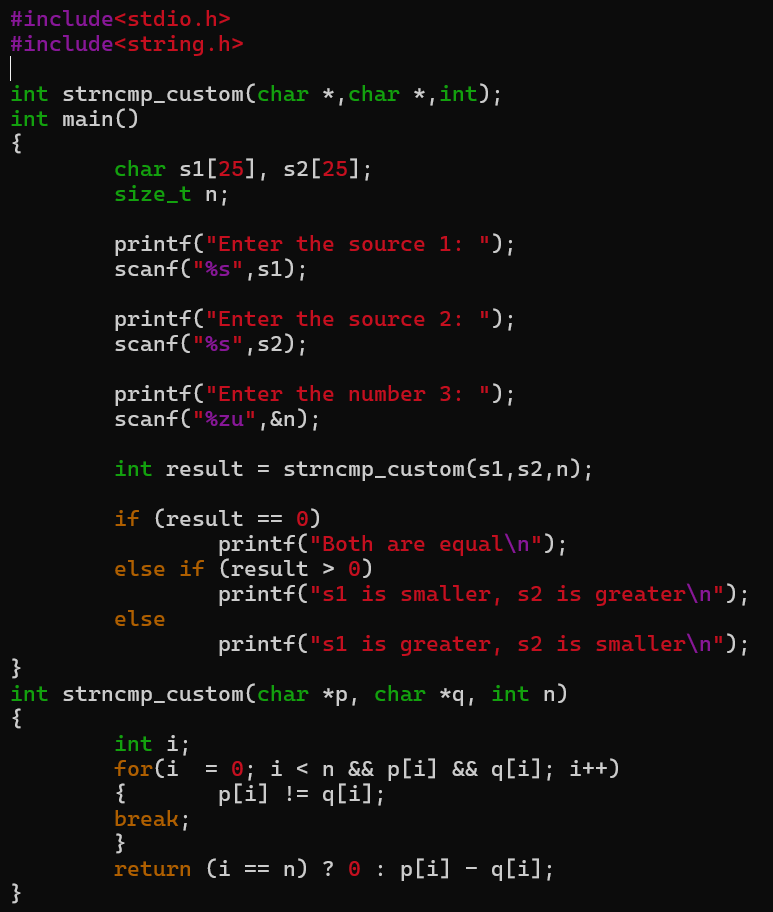 #include<stdio.h>
#include<string.h>

int strncmp_custom(char *,char *,int);
int main()
{
        char s1[25], s2[25];
        size_t n;

        printf("Enter the source 1: ");
        scanf("%s",s1);

        printf("Enter the source 2: ");
        scanf("%s",s2);

        printf("Enter the number 3: ");
        scanf("%zu",&n);

        int result = strncmp_custom(s1,s2,n);

        if (result == 0)
                printf("Both are equal\n");
        else if (result > 0)
                printf("s1 is smaller, s2 is greater\n");
        else
                printf("s1 is greater, s2 is smaller\n");
}
int strncmp_custom(char *p, char *q, int n)
{
        int i;
        for(i  = 0; i < n && p[i] && q[i]; i++)
        {       p[i] != q[i];
        break;
        }
        return (i == n) ? 0 : p[i] - q[i];
}